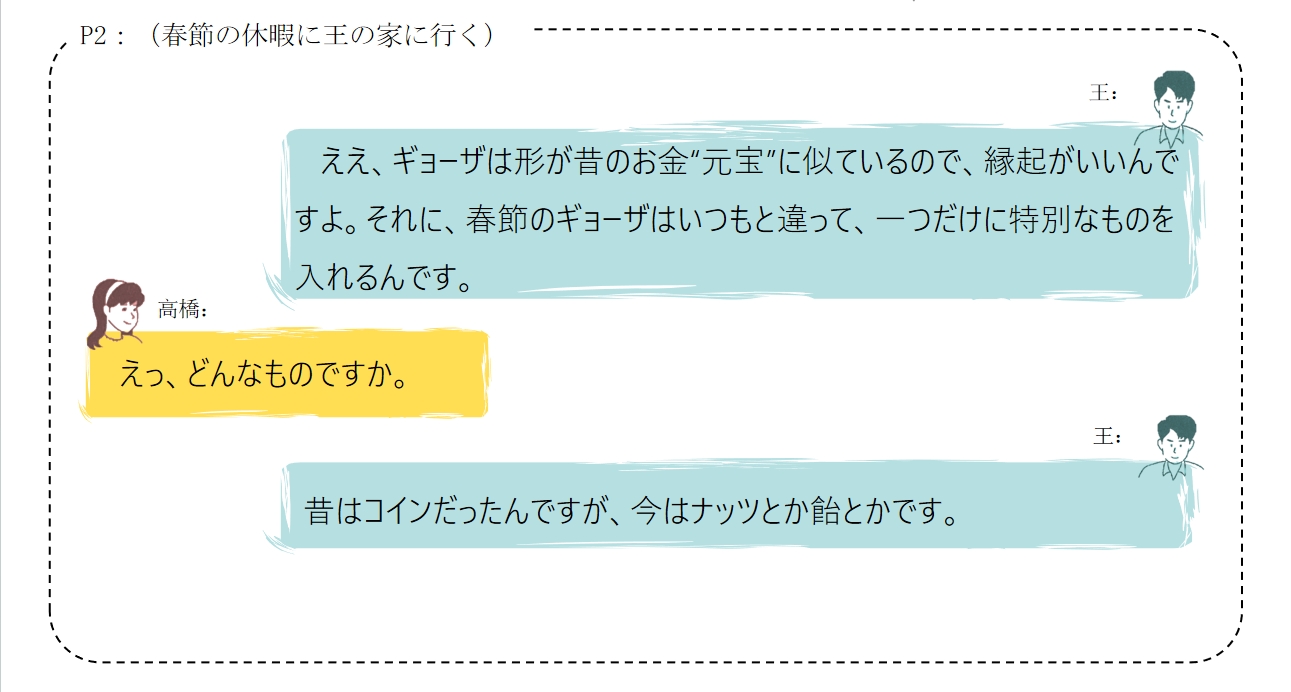 P2：（春節の休暇に王の家に行く）
王：
ええ、ギョーザは形が昔のお金“元宝”に似ているので、縁起がいいんで
すよ。それに、春節のギョーザはいつもと違って、一つだけに特別なものを
入れるんです。
高橋：
えっ、どんなものですか。
王：
昔はコインだったんですが、今はナッツとか飴とかです。